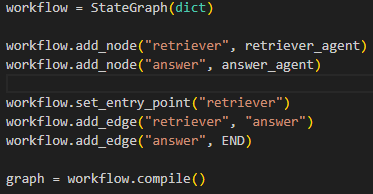 workflow = StateGraph(dict)
workflow.add_node("retriever", retriever_agent)
workflow.add_node("answer", answer_agent)
workflow.set_entry_point("retriever")
workflow.add_edge("retriever", "answer")
workflow.add_edge("answer", END)
graph = workflow.compile()